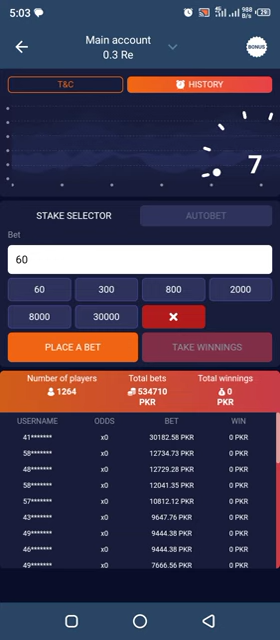 5:03
4G
988
B/s
29
Main account
0.3 Re
BONUS
T&C
HISTORY
7
STAKE SELECTOR
AUTOBET
Bet
60
60
300
800
2000
8000
30000
PLACE A BET
TAKE WINNINGS
Number of players
1264
Total bets
534710
PKR
Total winnings
0
PKR
USERNAME ODDS BET WIN
41******* x0 30182.58 PKR 0 PKR
58******* x0 12734.73 PKR 0 PKR
48******* x0 12729.28 PKR 0 PKR
58******* x0 12041.35 PKR 0 PKR
57******* x0 10812.12 PKR 0 PKR
43******* x0 9647.76 PKR 0 PKR
49******* x0 9444.38 PKR 0 PKR
46******* x0 9444.38 PKR 0 PKR
49******* x0 7666.56 PKR 0 PKR